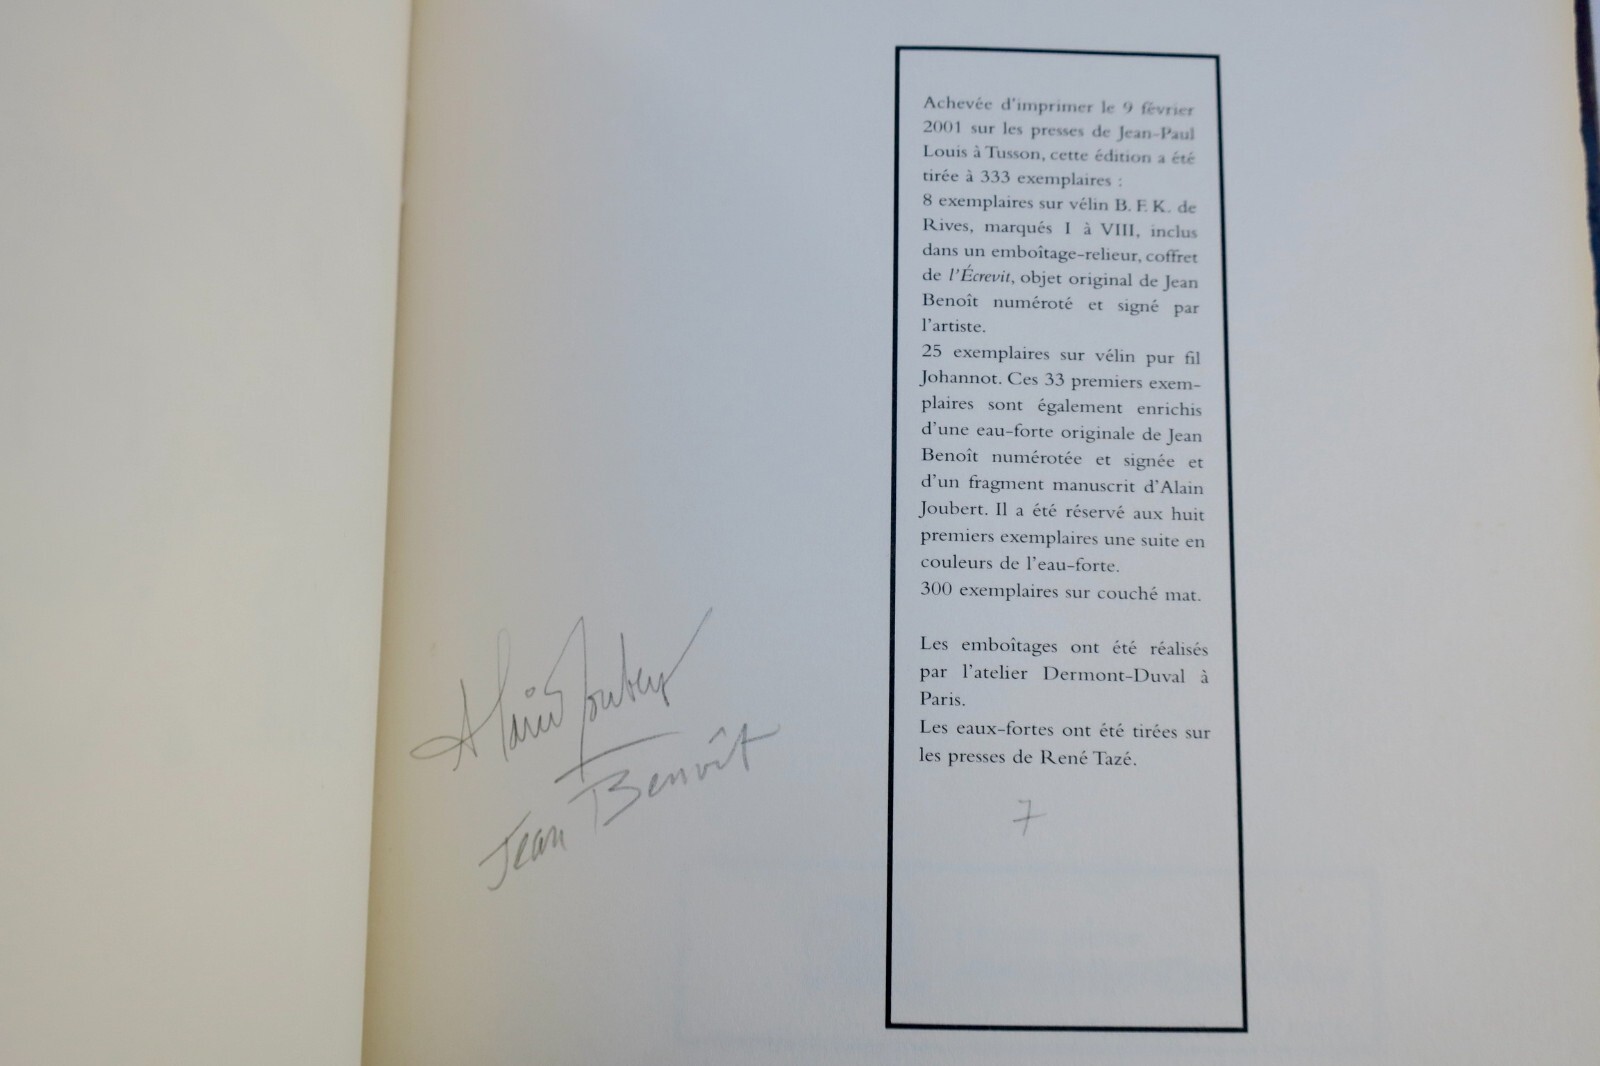 Achevée d'imprimer le 9 février
2001 sur les presses de Jean-Paul
Louis à Tusson, cette édition a été
tirée à 333 exemplaires :
8 exemplaires sur vélin B. F. K. de
Rives, marqués I à VIII, inclus
dans un emboîtage-relieur, coffret
de l'Écrevit, objet original de Jean
Benoît numéroté et signé par
l'artiste.
25 exemplaires sur vélin pur fil
Johannot. Ces 33 premiers exem-
plaires sont également enrichis
d'une eau-forte originale de Jean
Benoît numérotée et signée et
d'un fragment manuscrit d'Alain
Joubert. Il a été réservé aux huit
premiers exemplaires une suite en
couleurs de l'eau-forte.
300 exemplaires sur couché mat.
Les emboîtages ont été réalisés
par l'atelier Dermont-Duval à
Paris.
Les eaux-fortes ont été tirées sur
les presses de René Tazé.
7
Alain Joubert
Jean Benoît